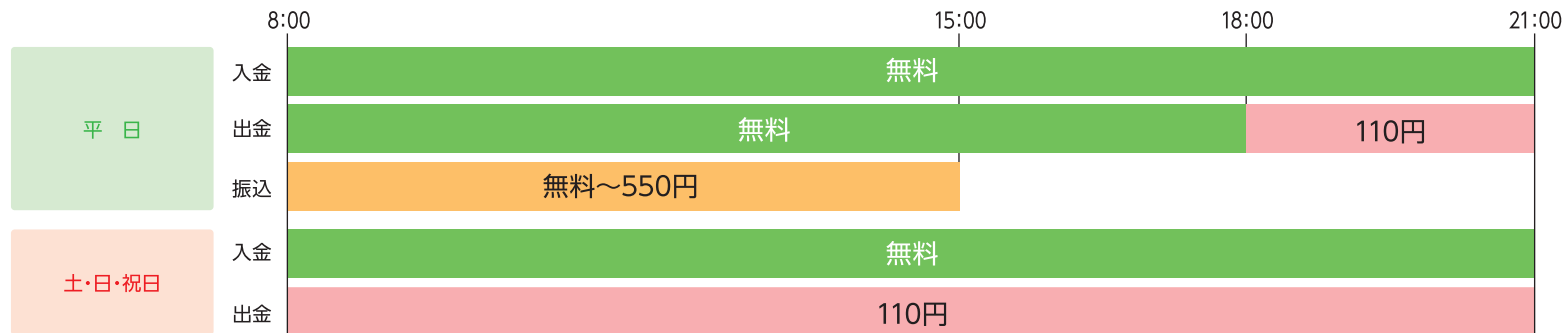 8:00 15:00 18:00 21:00
平　日
入金 無料
出金 無料 110円
振込 無料～550円
土・日・祝日
入金 無料
出金 110円